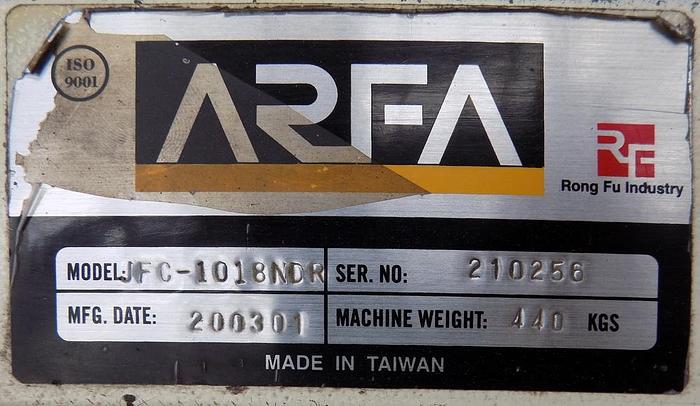 ISO
9001
ARFA
RF
Rong Fu Industry
MODEL: JFC-1018NDR SER. NO: 210256
MFG. DATE: 200301 MACHINE WEIGHT: 440 KGS
MADE IN TAIWAN